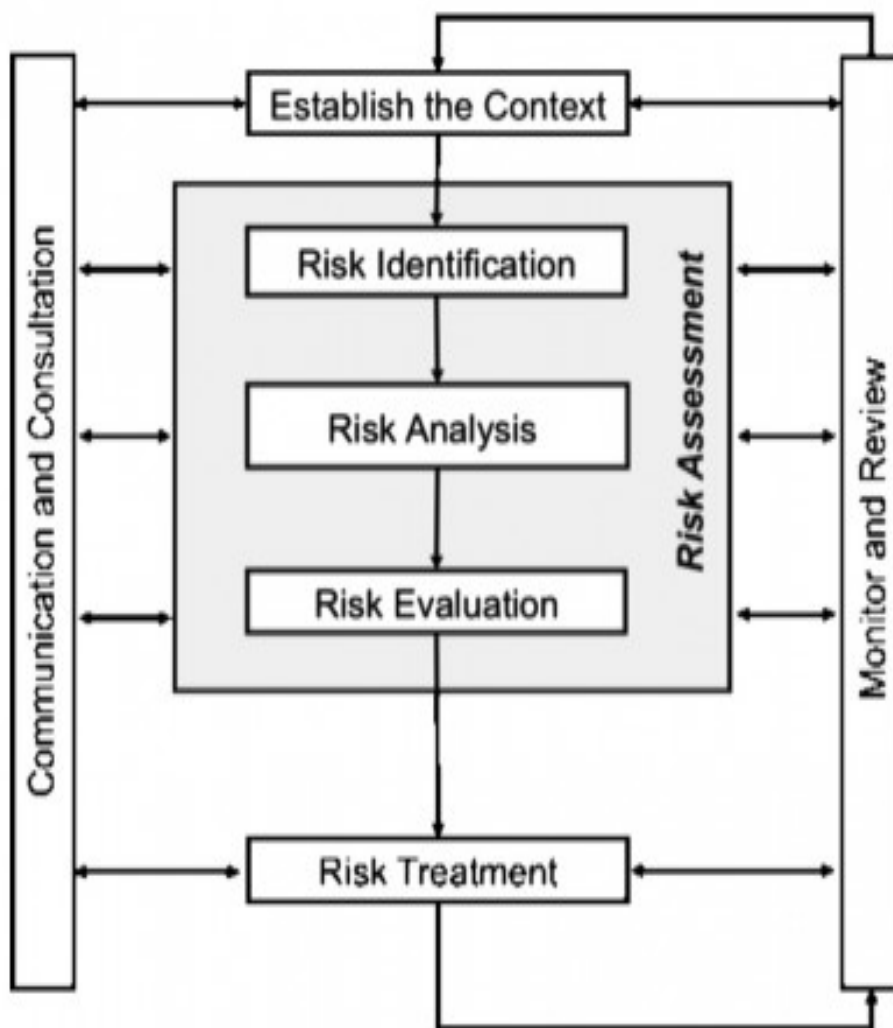 Establish the Context
Communication and Consultation
Risk Identification
Risk Analysis
Risk Evaluation
Risk Assessment
Monitor and Review
Risk Treatment